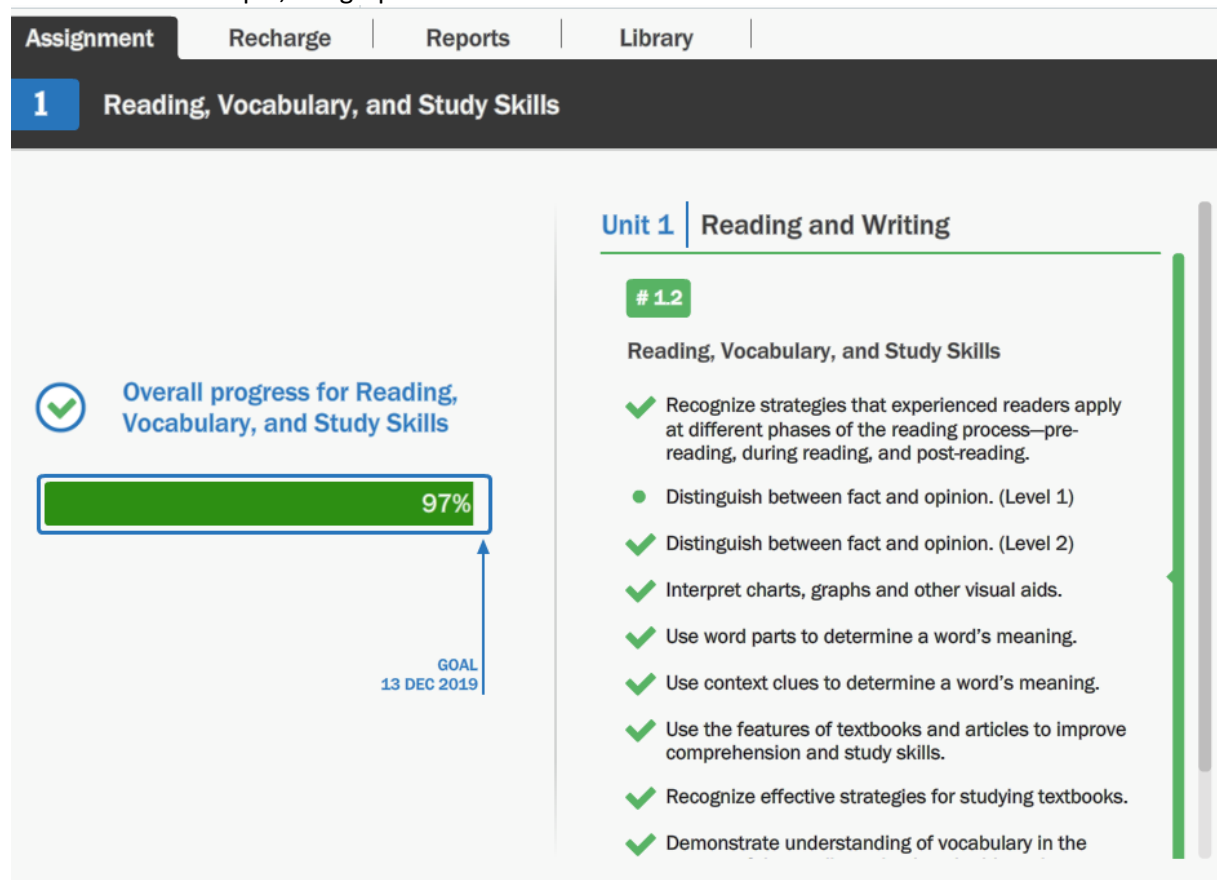 Assignment Recharge Reports Library
1 Reading, Vocabulary, and Study Skills
Overall progress for Reading,
Vocabulary, and Study Skills
97%
GOAL
13 DEC 2019
Unit 1 Reading and Writing
# 1.2
Reading, Vocabulary, and Study Skills
Recognize strategies that experienced readers apply
at different phases of the reading process—pre-
reading, during reading, and post-reading.
Distinguish between fact and opinion. (Level 1)
Distinguish between fact and opinion. (Level 2)
Interpret charts, graphs and other visual aids.
Use word parts to determine a word’s meaning.
Use context clues to determine a word’s meaning.
Use the features of textbooks and articles to improve
comprehension and study skills.
Recognize effective strategies for studying textbooks.
Demonstrate understanding of vocabulary in the